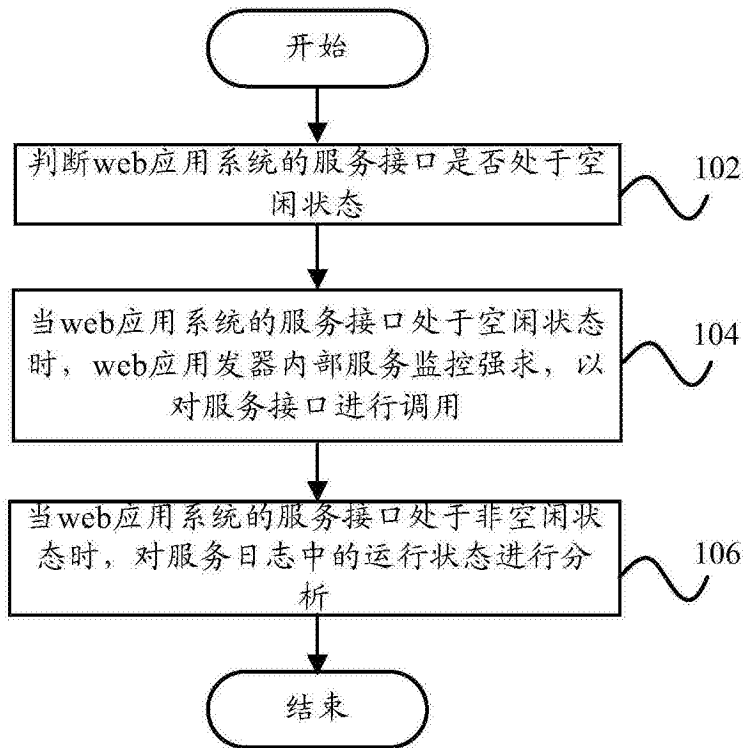 开始
判断web应用系统的服务接口是否处于空
闲状态
102
当web应用系统的服务接口处于空闲状态
时，web应用发器内部服务监控强求，以
对服务接口进行调用
104
当web应用系统的服务接口处于非空闲状
态时，对服务日志中的运行状态进行分
析
106
结束